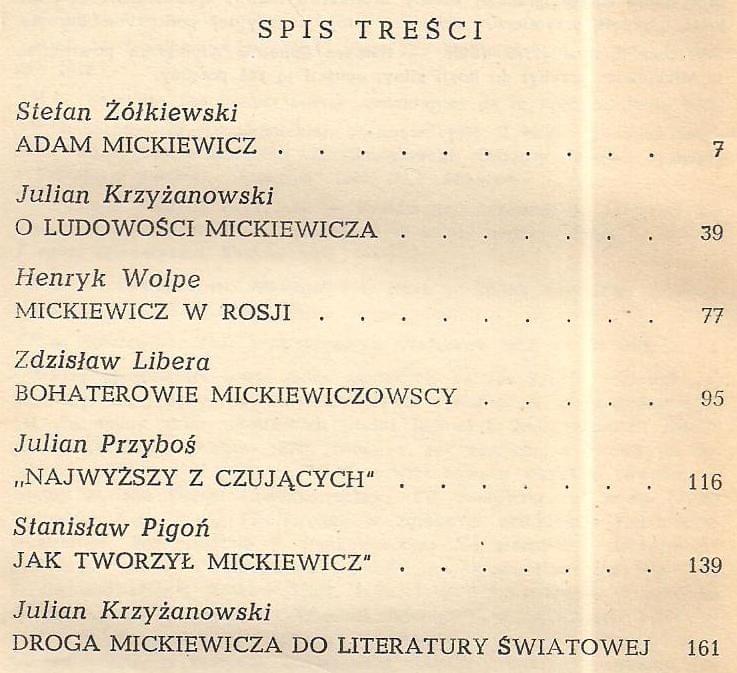 SPIS TREŚCI
Stefan Żółkiewski
ADAM MICKIEWICZ . . . . . . . . . . 7
Julian Krzyżanowski
O LUDOWOŚCI MICKIEWICZA . . . . . . . 39
Henryk Wolpe
MICKIEWICZ W ROSJI . . . . . . . . . 77
Zdzisław Libera
BOHATEROWIE MICKIEWICZOWSCY . . . . . 95
Julian Przyboś
„NAJWYŻSZY Z CZUJĄCYCH" . . . . . . . 116
Stanisław Pigoń
JAK TWORZYŁ MICKIEWICZ" . . . . . . . 139
Julian Krzyżanowski
DROGA MICKIEWICZA DO LITERATURY ŚWIATOWEJ 161